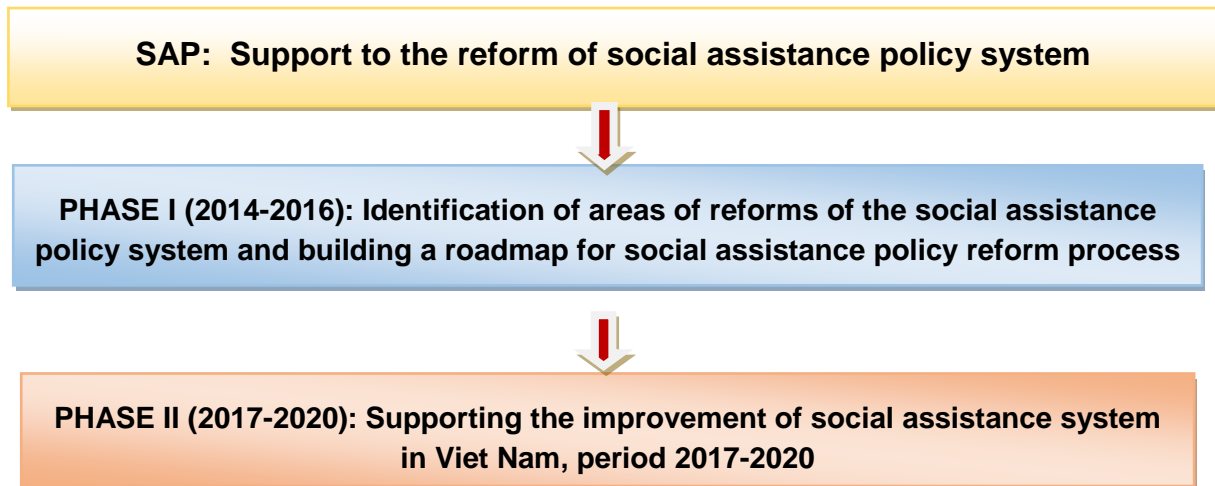 SAP: Support to the reform of social assistance policy system
PHASE I (2014-2016): Identification of areas of reforms of the social assistance
policy system and building a roadmap for social assistance policy reform process
PHASE II (2017-2020): Supporting the improvement of social assistance system
in Viet Nam, period 2017-2020